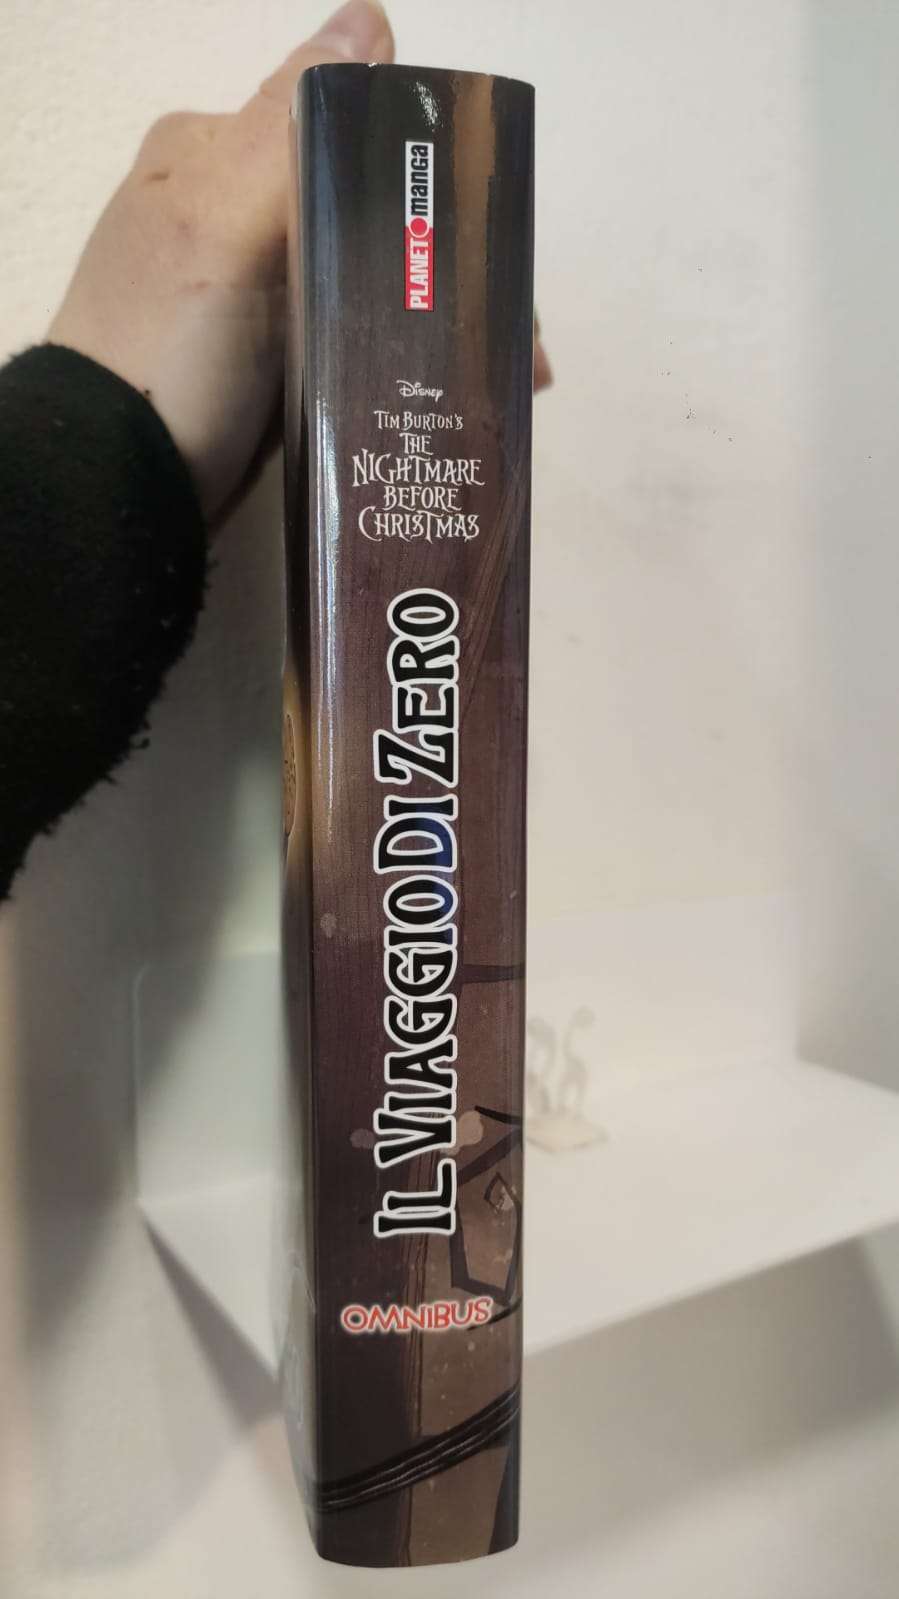 PLANET manga
Disney
TIM BURTON'S
THE
NIGHTMARE
BEFORE
CHRISTMAS
IL VIAGGIO DI ZERO
OMNIBUS